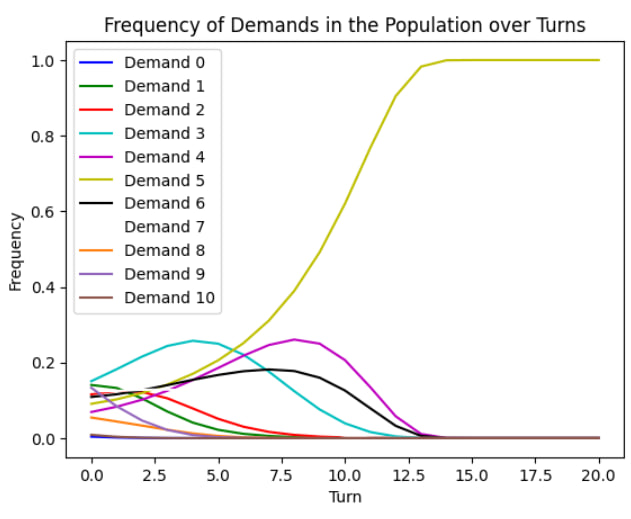 Frequency of Demands in the Population over Turns
1.0
0.8
0.6
0.4
0.2
0.0
Frequency
Demand 0
Demand 1
Demand 2
Demand 3
Demand 4
Demand 5
Demand 6
Demand 7
Demand 8
Demand 9
Demand 10
0.0 2.5 5.0 7.5 10.0 12.5 15.0 17.5 20.0
Turn